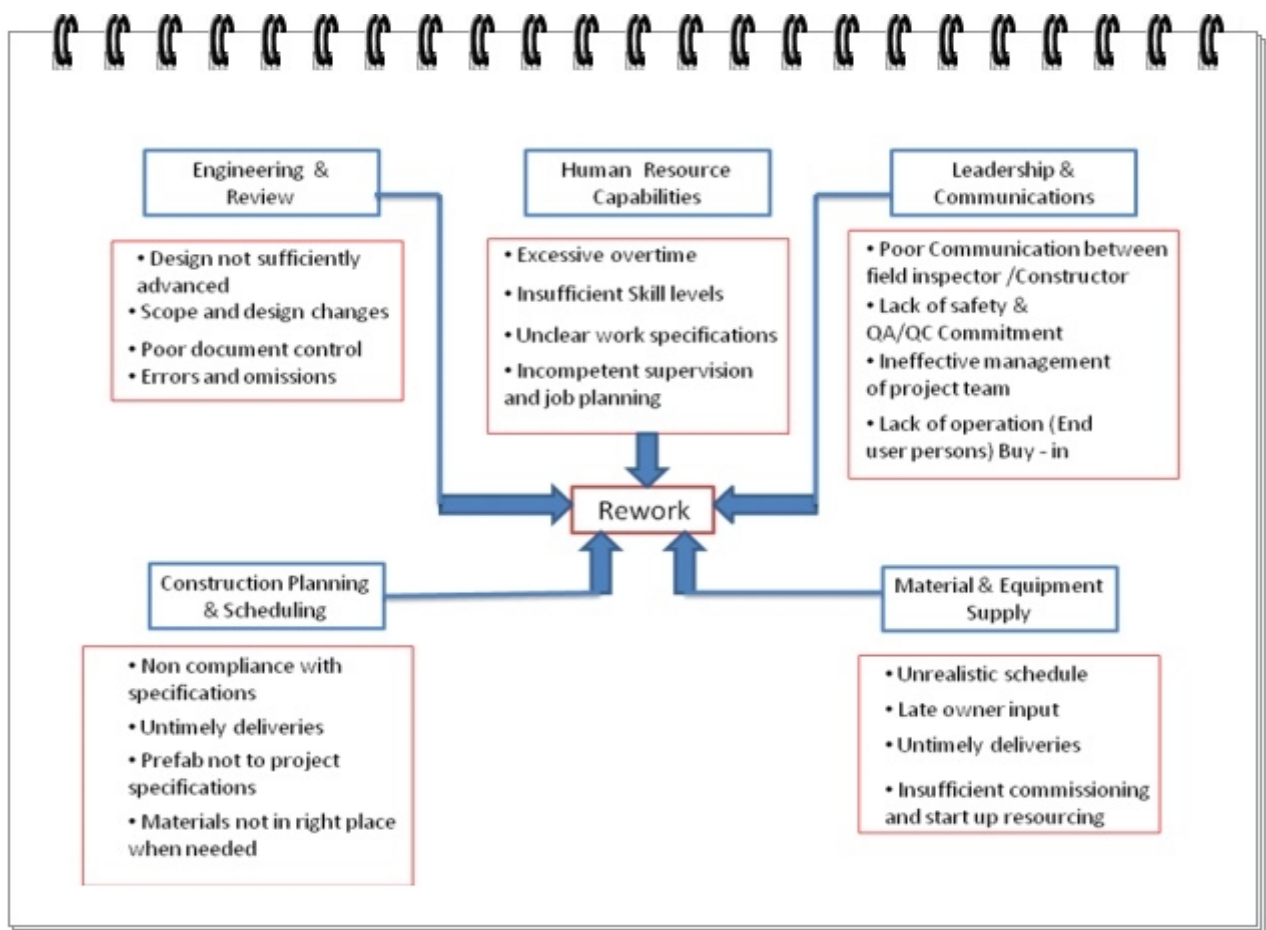 Engineering &
Review
• Design not sufficiently
advanced
• Scope and design changes
• Poor document control
• Errors and omissions
Human Resource
Capabilities
• Excessive overtime
• Insufficient Skill levels
• Unclear work specifications
• Incompetent supervision
and job planning
Leadership &
Communications
• Poor Communication between
field inspector /Constructor
• Lack of safety &
QA/QC Commitment
• Ineffective management
of project team
• Lack of operation (End
user persons) Buy - in
Rework
Construction Planning
& Scheduling
• Non compliance with
specifications
• Untimely deliveries
• Prefab not to project
specifications
• Materials not in right place
when needed
Material & Equipment
Supply
• Unrealistic schedule
• Late owner input
• Untimely deliveries
• Insufficient commissioning
and start up resourcing